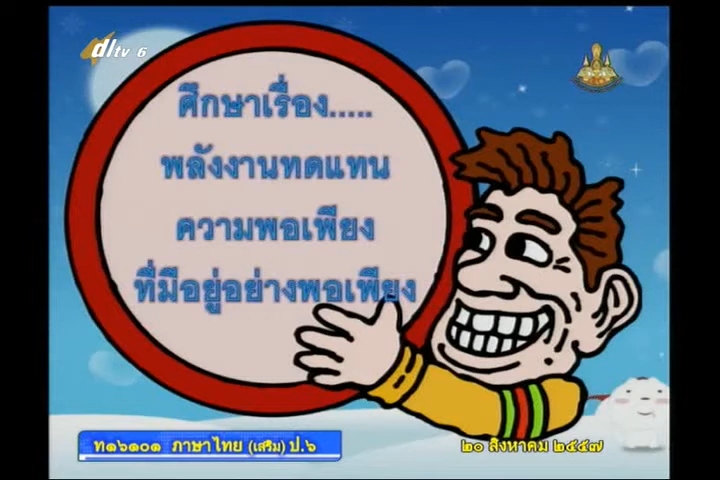 dltv 6
ศึกษาเรื่อง.....
พลังงานทดแทน
ความพอเพียง
ที่มีอยู่อย่างพอเพียง
ท๑๖๑๐๑ ภาษาไทย (เสริม) ป.๖
๒๐ สิงหาคม ๒๕๕๗